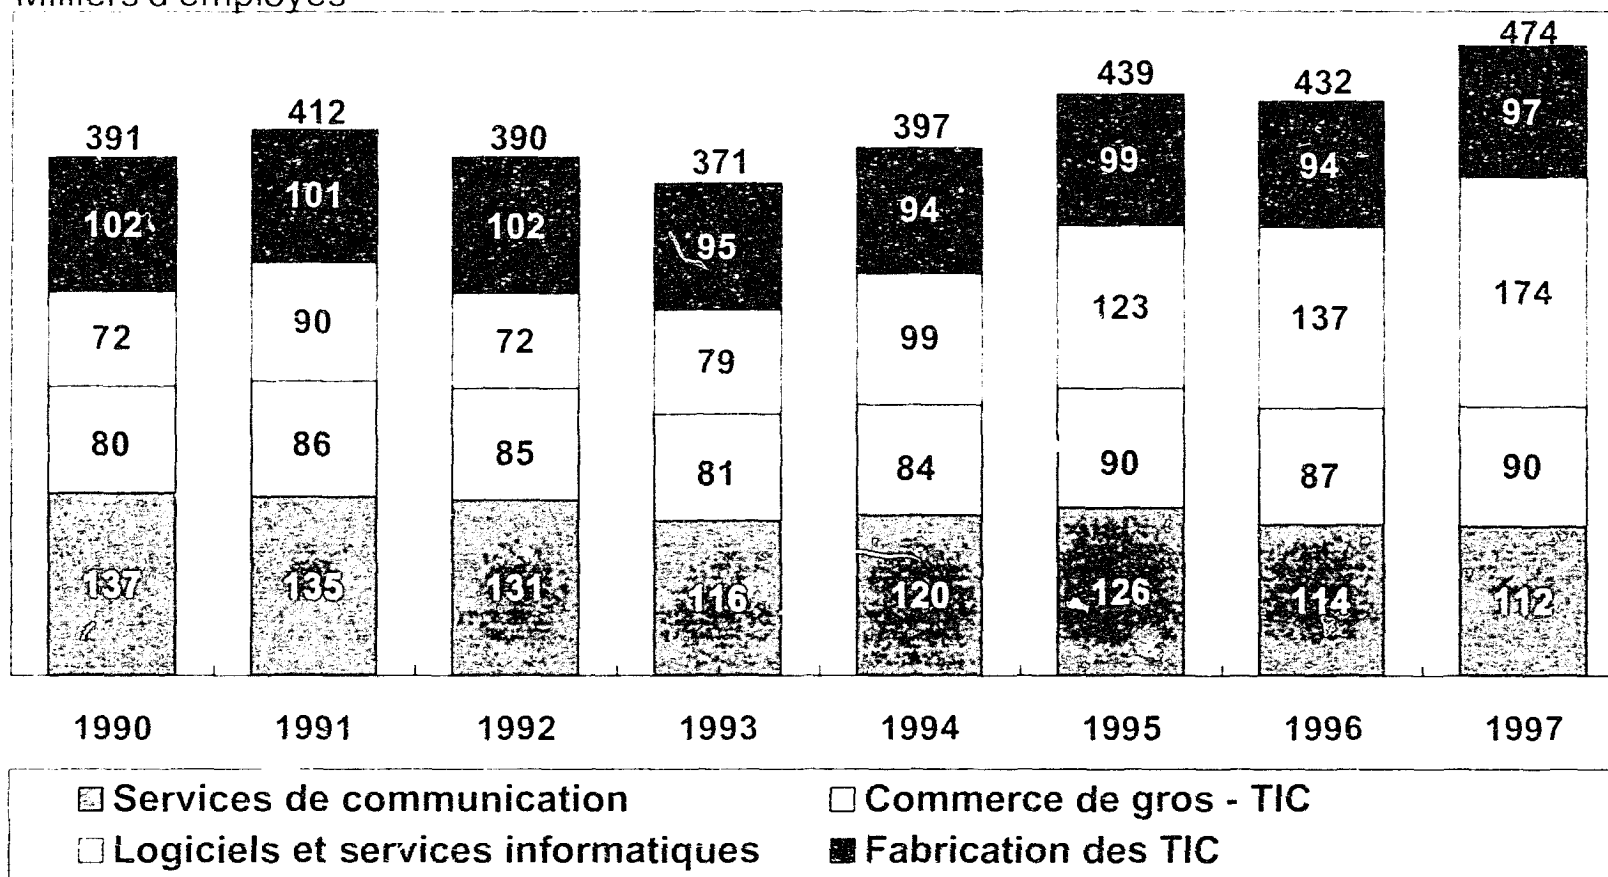 Milliers d'employés
391 412 390 371 397 439 432 474
102 101 102 95 94 99 94 97
72 90 72 79 99 123 137 174
80 86 85 81 84 90 87 90
137 135 131 116 120 126 114 112
1990 1991 1992 1993 1994 1995 1996 1997
Services de communication Commerce de gros - TIC
Logiciels et services informatiques Fabrication des TIC